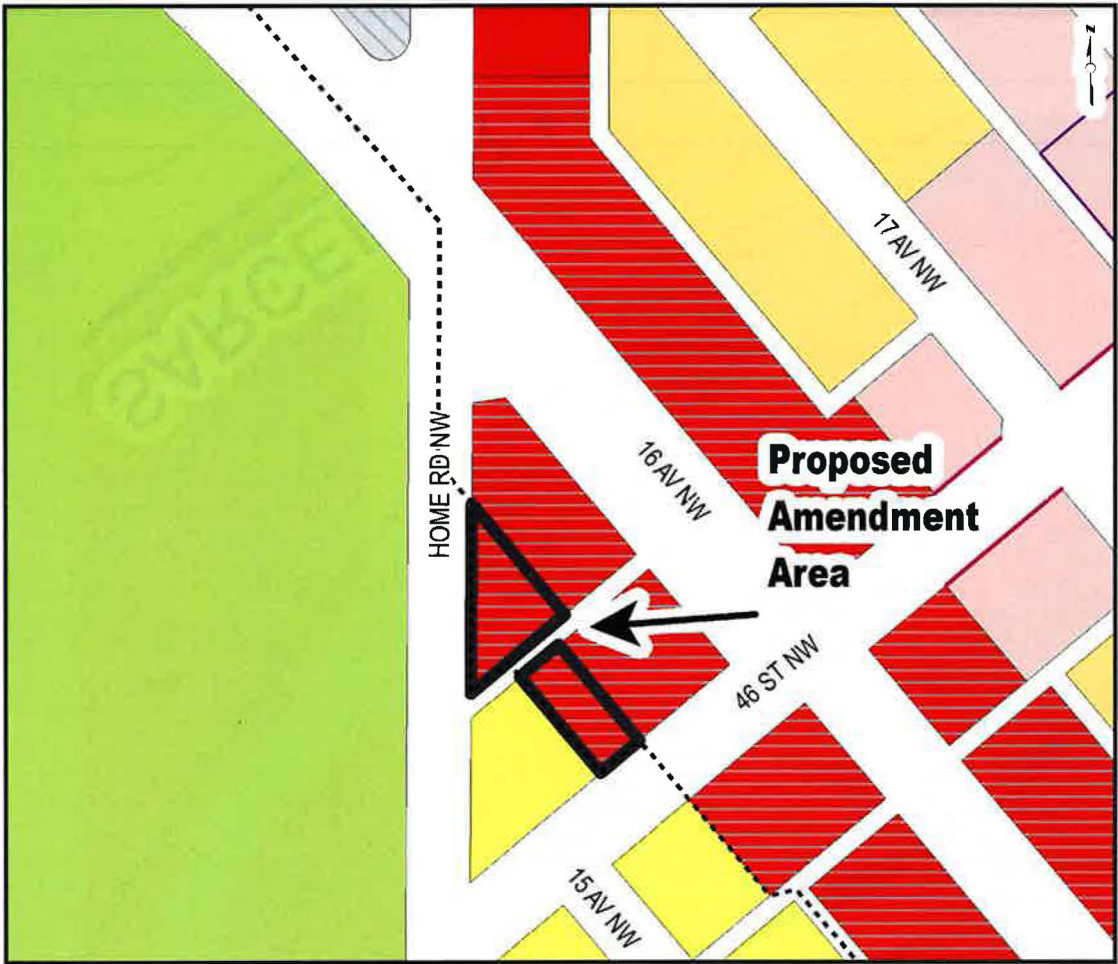 N
17 AV NW
16 AV NW
HOME RD NW
Proposed
Amendment
Area
46 ST NW
15 AV NW